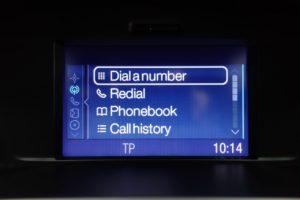 Dial a number
Redial
Phonebook
Call history
TP 10:14